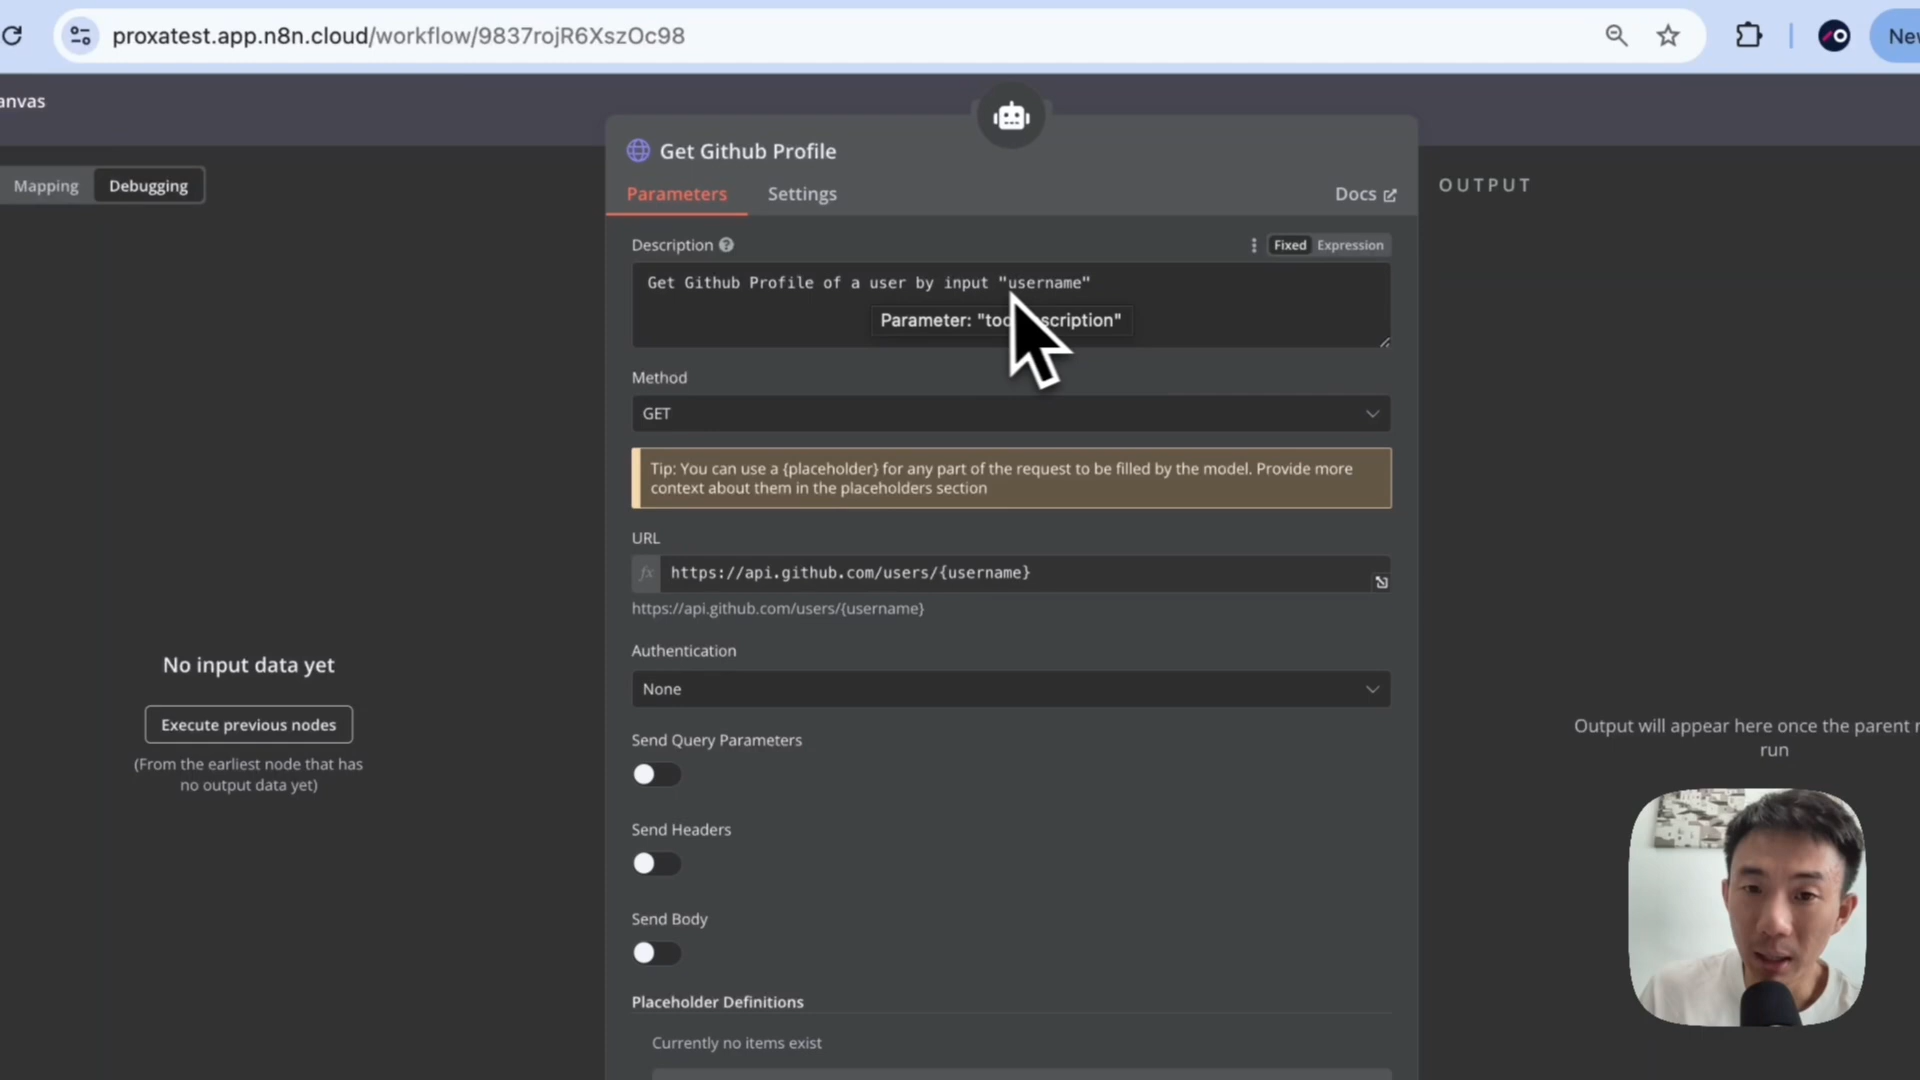 proxatest.app.n8n.cloud/workflow/9837rojR6XszOc98
New
anvas
Get Github Profile
Mapping
Debugging
Parameters
Settings
Docs
OUTPUT
Description
Fixed
Expression
Get Github Profile of a user by input "username"
Parameter: "too scription"
Method
GET
Tip: You can use a {placeholder} for any part of the request to be filled by the model. Provide more
context about them in the placeholders section
URL
fx
https://api.github.com/users/{username}
https://api.github.com/users/{username}
Authentication
None
No input data yet
Execute previous nodes
(From the earliest node that has
no output data yet)
Send Query Parameters
Output will appear here once the parent
run
Send Headers
Send Body
Placeholder Definitions
Currently no items exist